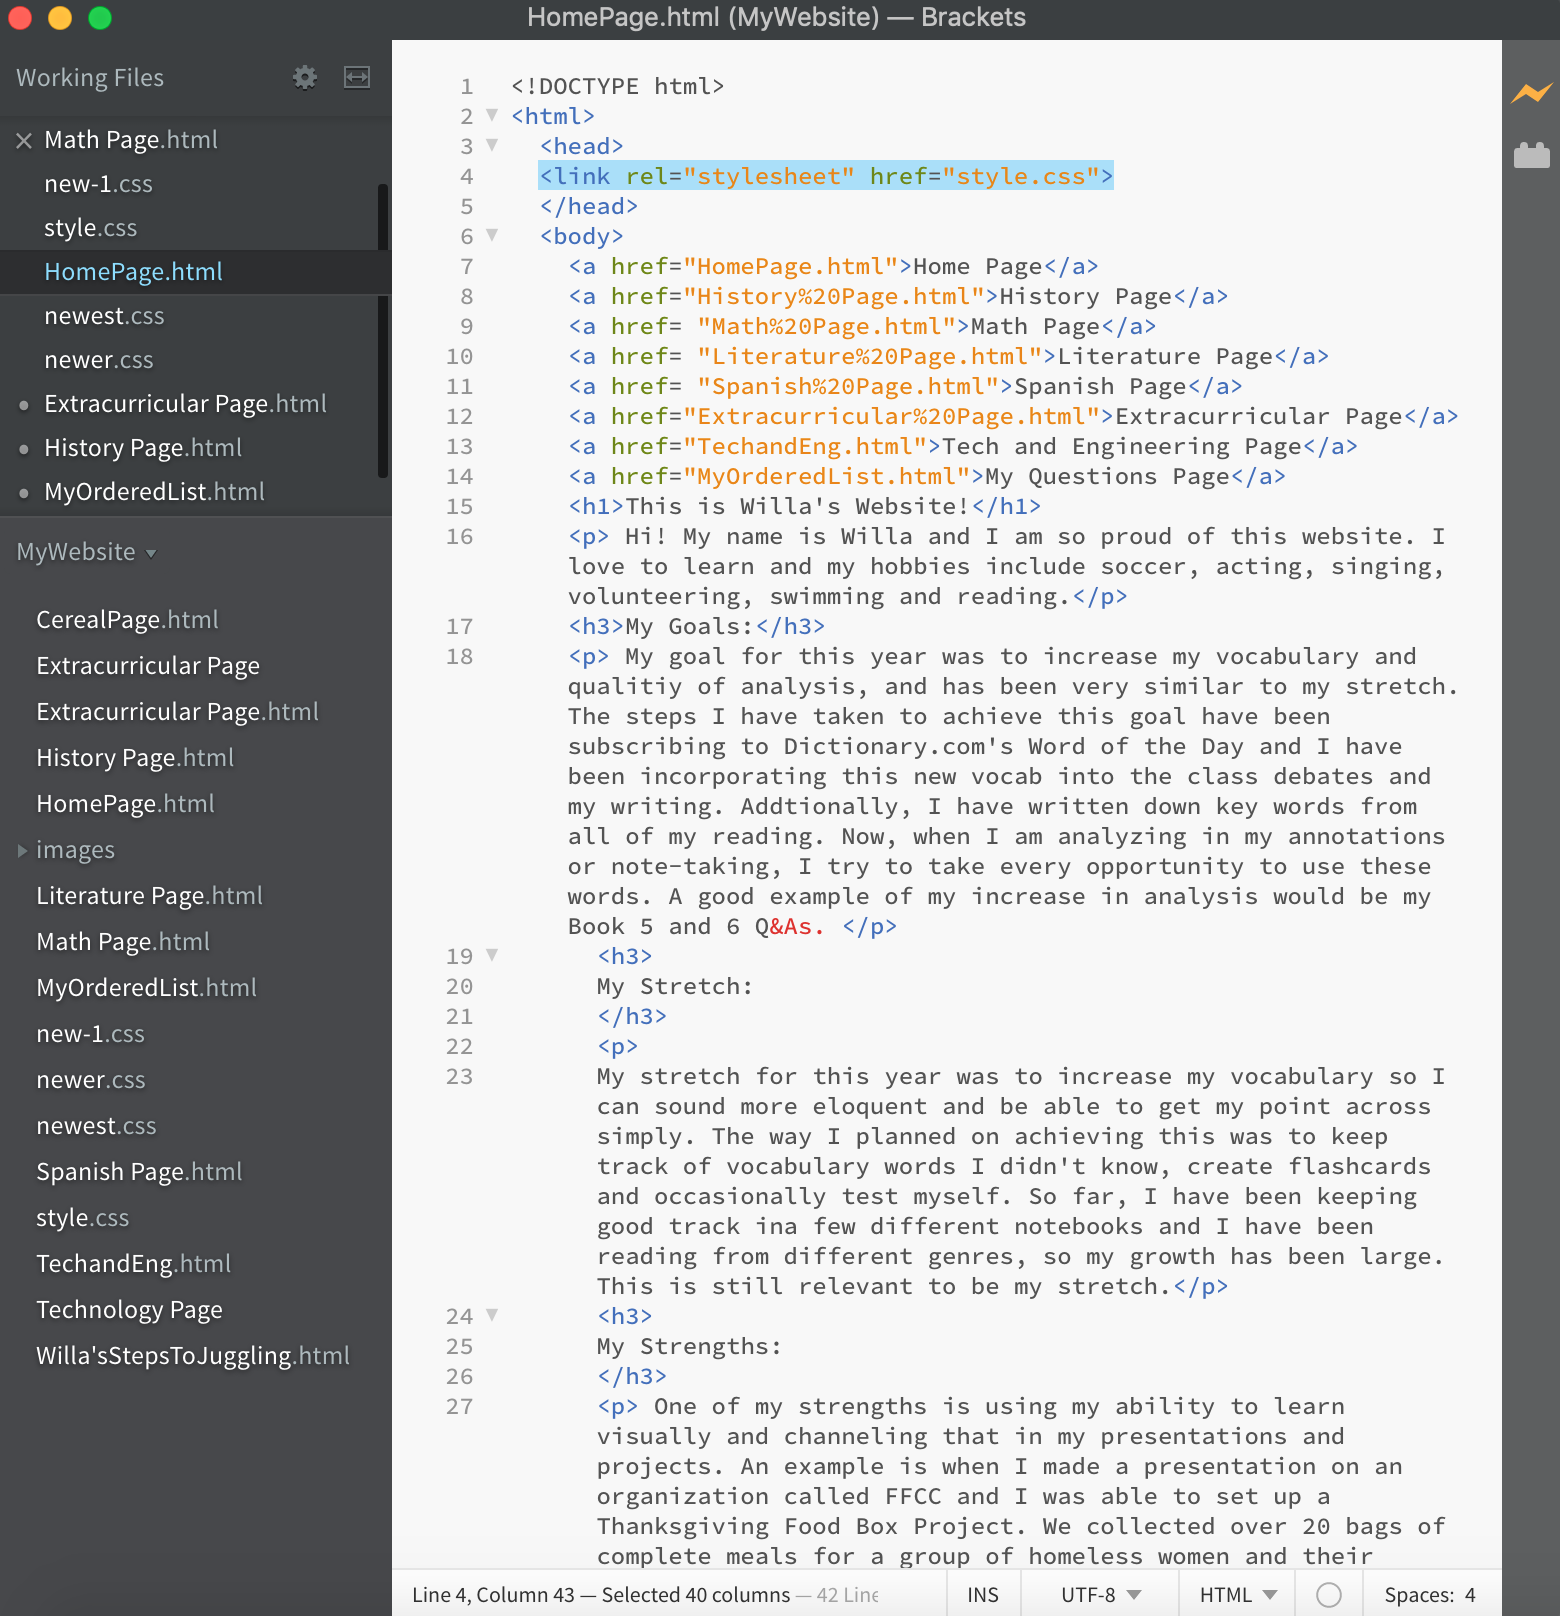 HomePage.html (MyWebsite) — Brackets
Working Files
Math Page.html
new-1.css
style.css
HomePage.html
newest.css
newer.css
Extracurricular Page.html
History Page.html
MyOrderedList.html
MyWebsite
CerealPage.html
Extracurricular Page
Extracurricular Page.html
History Page.html
HomePage.html
images
Literature Page.html
Math Page.html
MyOrderedList.html
new-1.css
newer.css
newest.css
Spanish Page.html
style.css
TechandEng.html
Technology Page
Willa'sStepsToJuggling.html
1 <!DOCTYPE html>
2 <html>
3 <head>
4 <link rel="stylesheet" href="style.css">
5 </head>
6 <body>
7 <a href="HomePage.html">Home Page</a>
8 <a href="History%20Page.html">History Page</a>
9 <a href= "Math%20Page.html">Math Page</a>
10 <a href= "Literature%20Page.html">Literature Page</a>
11 <a href= "Spanish%20Page.html">Spanish Page</a>
12 <a href="Extracurricular%20Page.html">Extracurricular Page</a>
13 <a href="TechandEng.html">Tech and Engineering Page</a>
14 <a href="MyOrderedList.html">My Questions Page</a>
15 <h1>This is Willa's Website!</h1>
16 <p> Hi! My name is Willa and I am so proud of this website. I
love to learn and my hobbies include soccer, acting, singing,
volunteering, swimming and reading.</p>
17 <h3>My Goals:</h3>
18 <p> My goal for this year was to increase my vocabulary and
qualitiy of analysis, and has been very similar to my stretch.
The steps I have taken to achieve this goal have been
subscribing to Dictionary.com's Word of the Day and I have
been incorporating this new vocab into the class debates and
my writing. Addtionally, I have written down key words from
all of my reading. Now, when I am analyzing in my annotations
or note-taking, I try to take every opportunity to use these
words. A good example of my increase in analysis would be my
Book 5 and 6 Q&As. </p>
19 <h3>
20 My Stretch:
21 </h3>
22 <p>
23 My stretch for this year was to increase my vocabulary so I
can sound more eloquent and be able to get my point across
simply. The way I planned on achieving this was to keep
track of vocabulary words I didn't know, create flashcards
and occasionally test myself. So far, I have been keeping
good track ina few different notebooks and I have been
reading from different genres, so my growth has been large.
This is still relevant to be my stretch.</p>
24 <h3>
25 My Strengths:
26 </h3>
27 <p> One of my strengths is using my ability to learn
visually and channeling that in my presentations and
projects. An example is when I made a presentation on an
organization called FFCC and I was able to set up a
Thanksgiving Food Box Project. We collected over 20 bags of
complete meals for a group of homeless women and their
Line 4, Column 43 — Selected 40 columns — 42 Line
INS
UTF-8
HTML
Spaces: 4